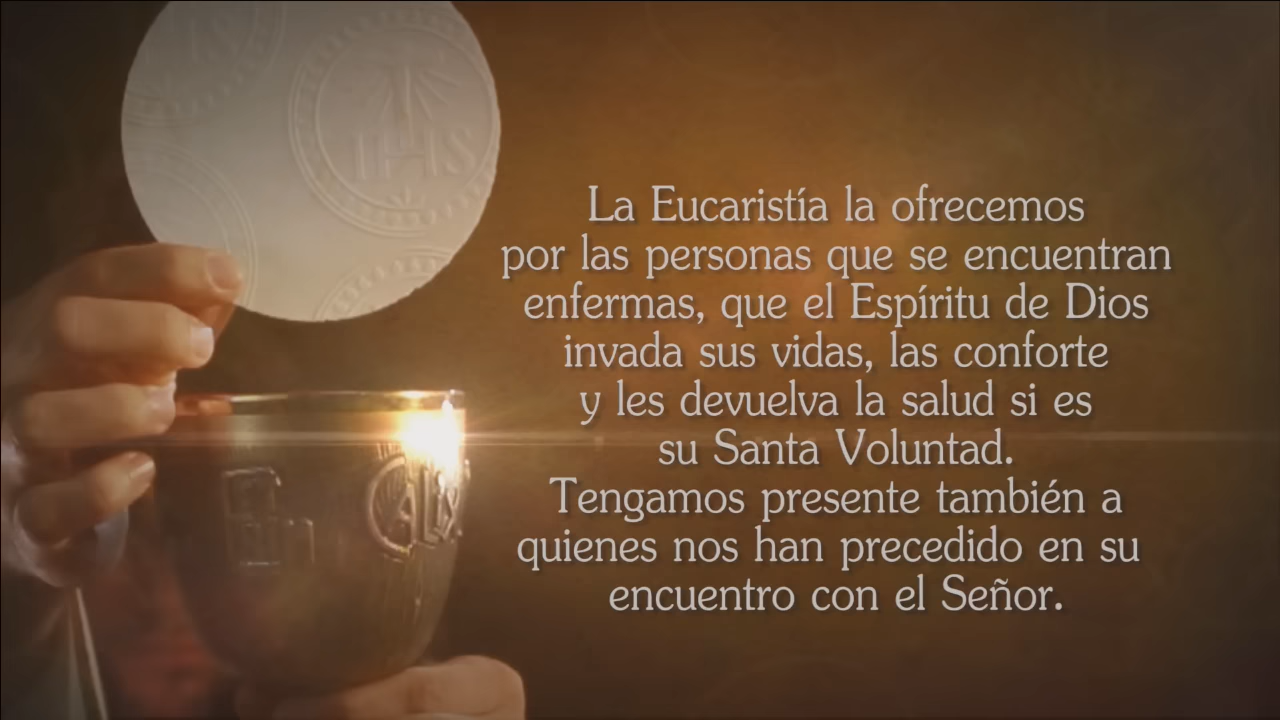 IHS
La Eucaristía la ofrecemos
por las personas que se encuentran
enfermas, que el Espíritu de Dios
invada sus vidas, las conforte
y les devuelva la salud si es
su Santa Voluntad.
Tengamos presente también a
quienes nos han precedido en su
encuentro con el Señor.